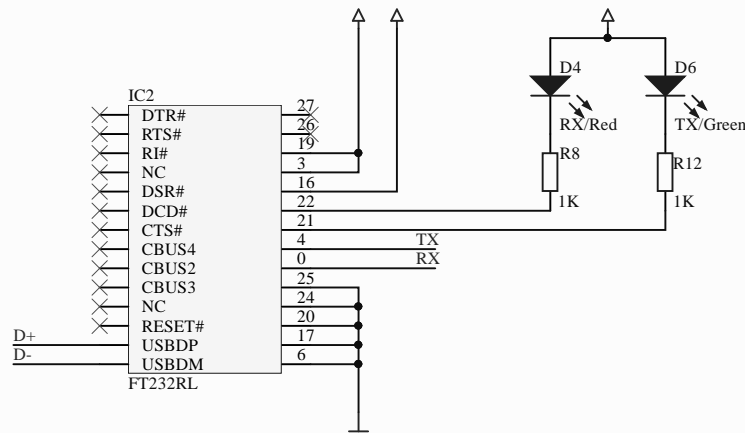 IC2
DTR#
RTS#
RI#
NC
DSR#
DCD#
CTS#
CBUS4
CBUS2
CBUS3
NC
RESET#
USBDP
USBDM
FT232RL
D+
D-
27
26
19
3
16
22
21
4
0
25
24
20
17
6
TX
RX
D4
RX/Red
R8
1K
D6
TX/Green
R12
1K